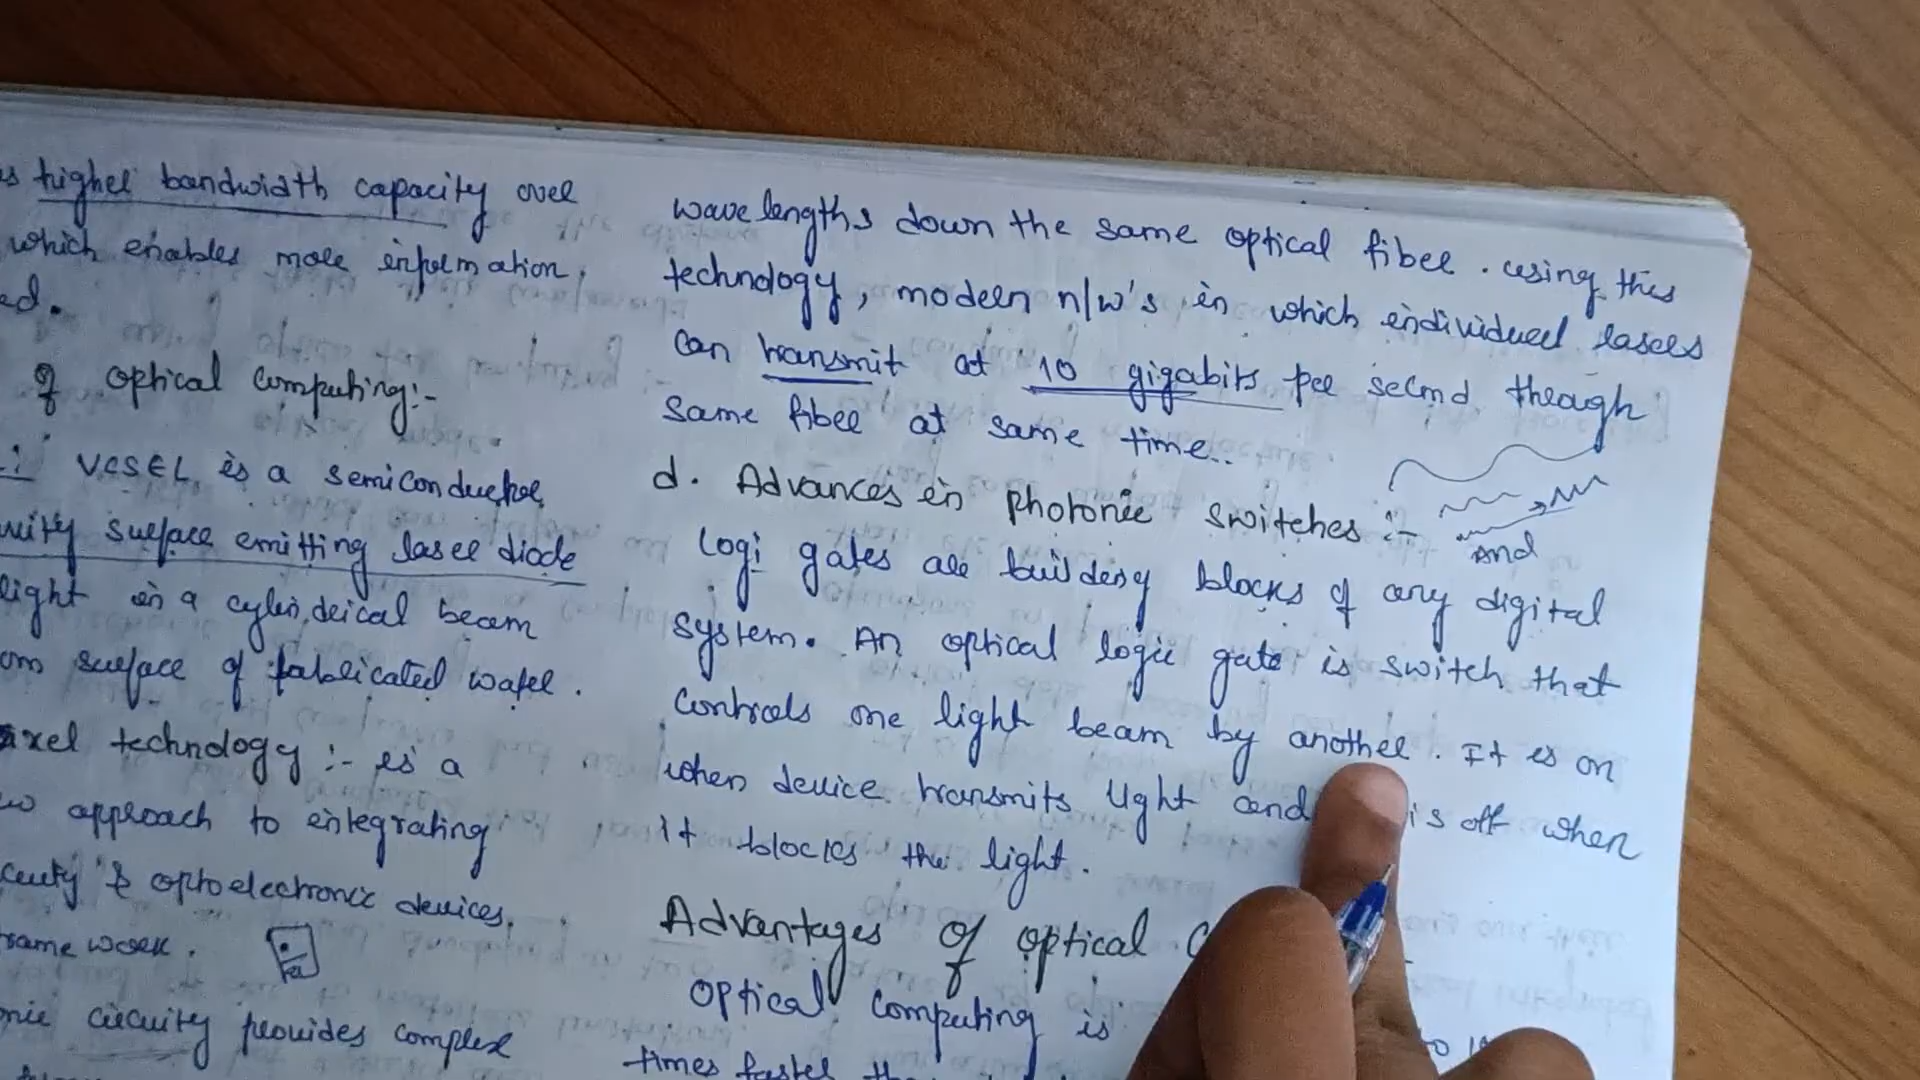 higher bandwidth capacity over
which enables more information
ed.
of optical computing:-
VCSEL is a semiconductor
surface emitting laser diode
light in a cylindrical beam
om surface of fabricated wafer.
ixel technology :- is a
approach to integrating
& optoelectronic devices.
rame work.
nic circuity provides complex
wavelengths down the same optical fiber. using this
technology, modern n/w's in which individual lasers
can transmit at 10 gigabits per second through
same fiber at same time..
d. Advances in photonic switches :-
And
Logi gates are building blocks of any digital
system. An optical logic gate is switch that
controls one light beam by another. It is on
when device transmits light and is off when
it blocks the light.
Advantages of optical
optical computing is
times faster